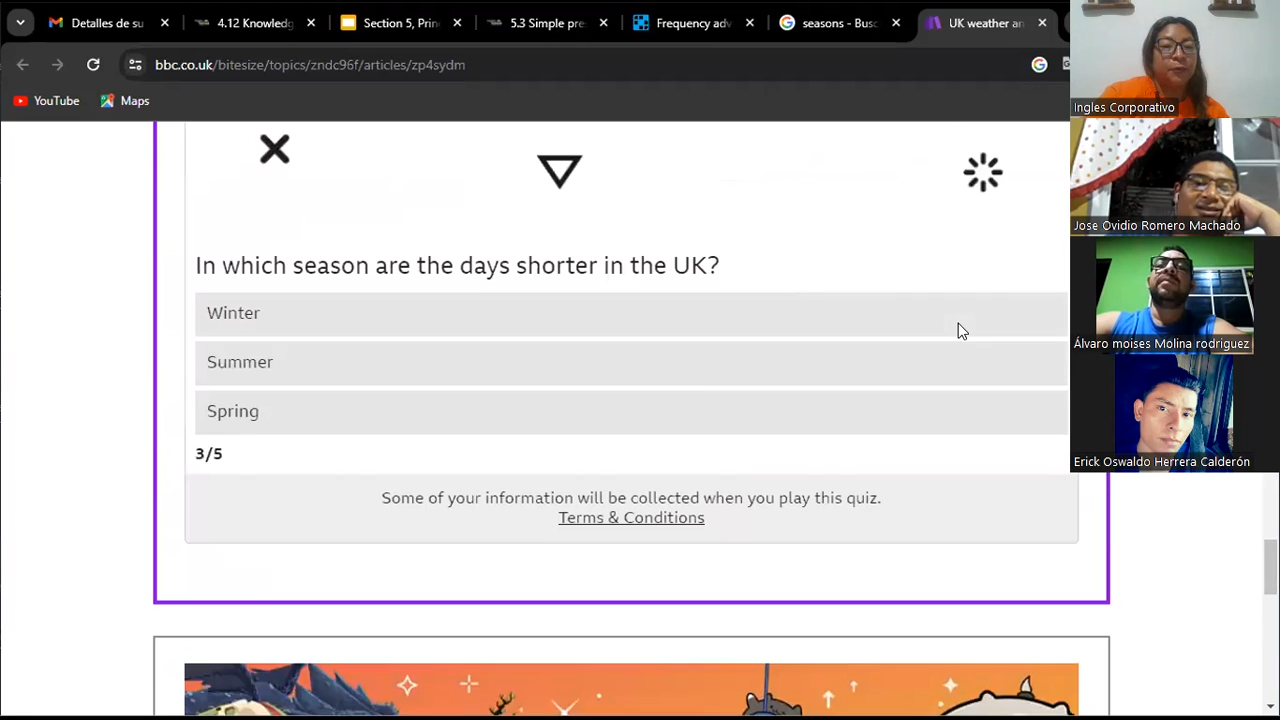 Detalles de su
4.12 Knowledg
Section 5, Prin
5.3 Simple pre
Frequency adv
seasons - Busc
UK weather an
bbc.co.uk/bitesize/topics/zndc96f/articles/zp4sydm
YouTube
Maps
Ingles Corporativo
Jose Ovidio Romero Machado
Álvaro moises Molina rodriguez
Erick Oswaldo Herrera Calderón
In which season are the days shorter in the UK?
Winter
Summer
Spring
3/5
Some of your information will be collected when you play this quiz.
Terms & Conditions